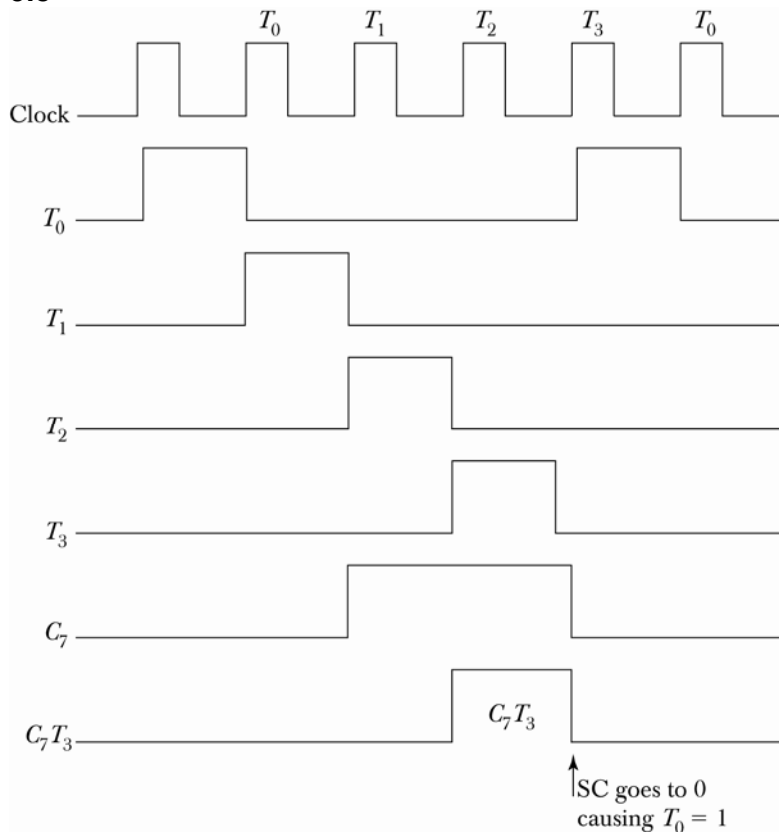 T₀ T₁ T₂ T₃ T₀
Clock
T₀
T₁
T₂
T₃
C₇
C₇T₃
C₇T₃
SC goes to 0
causing T₀ = 1